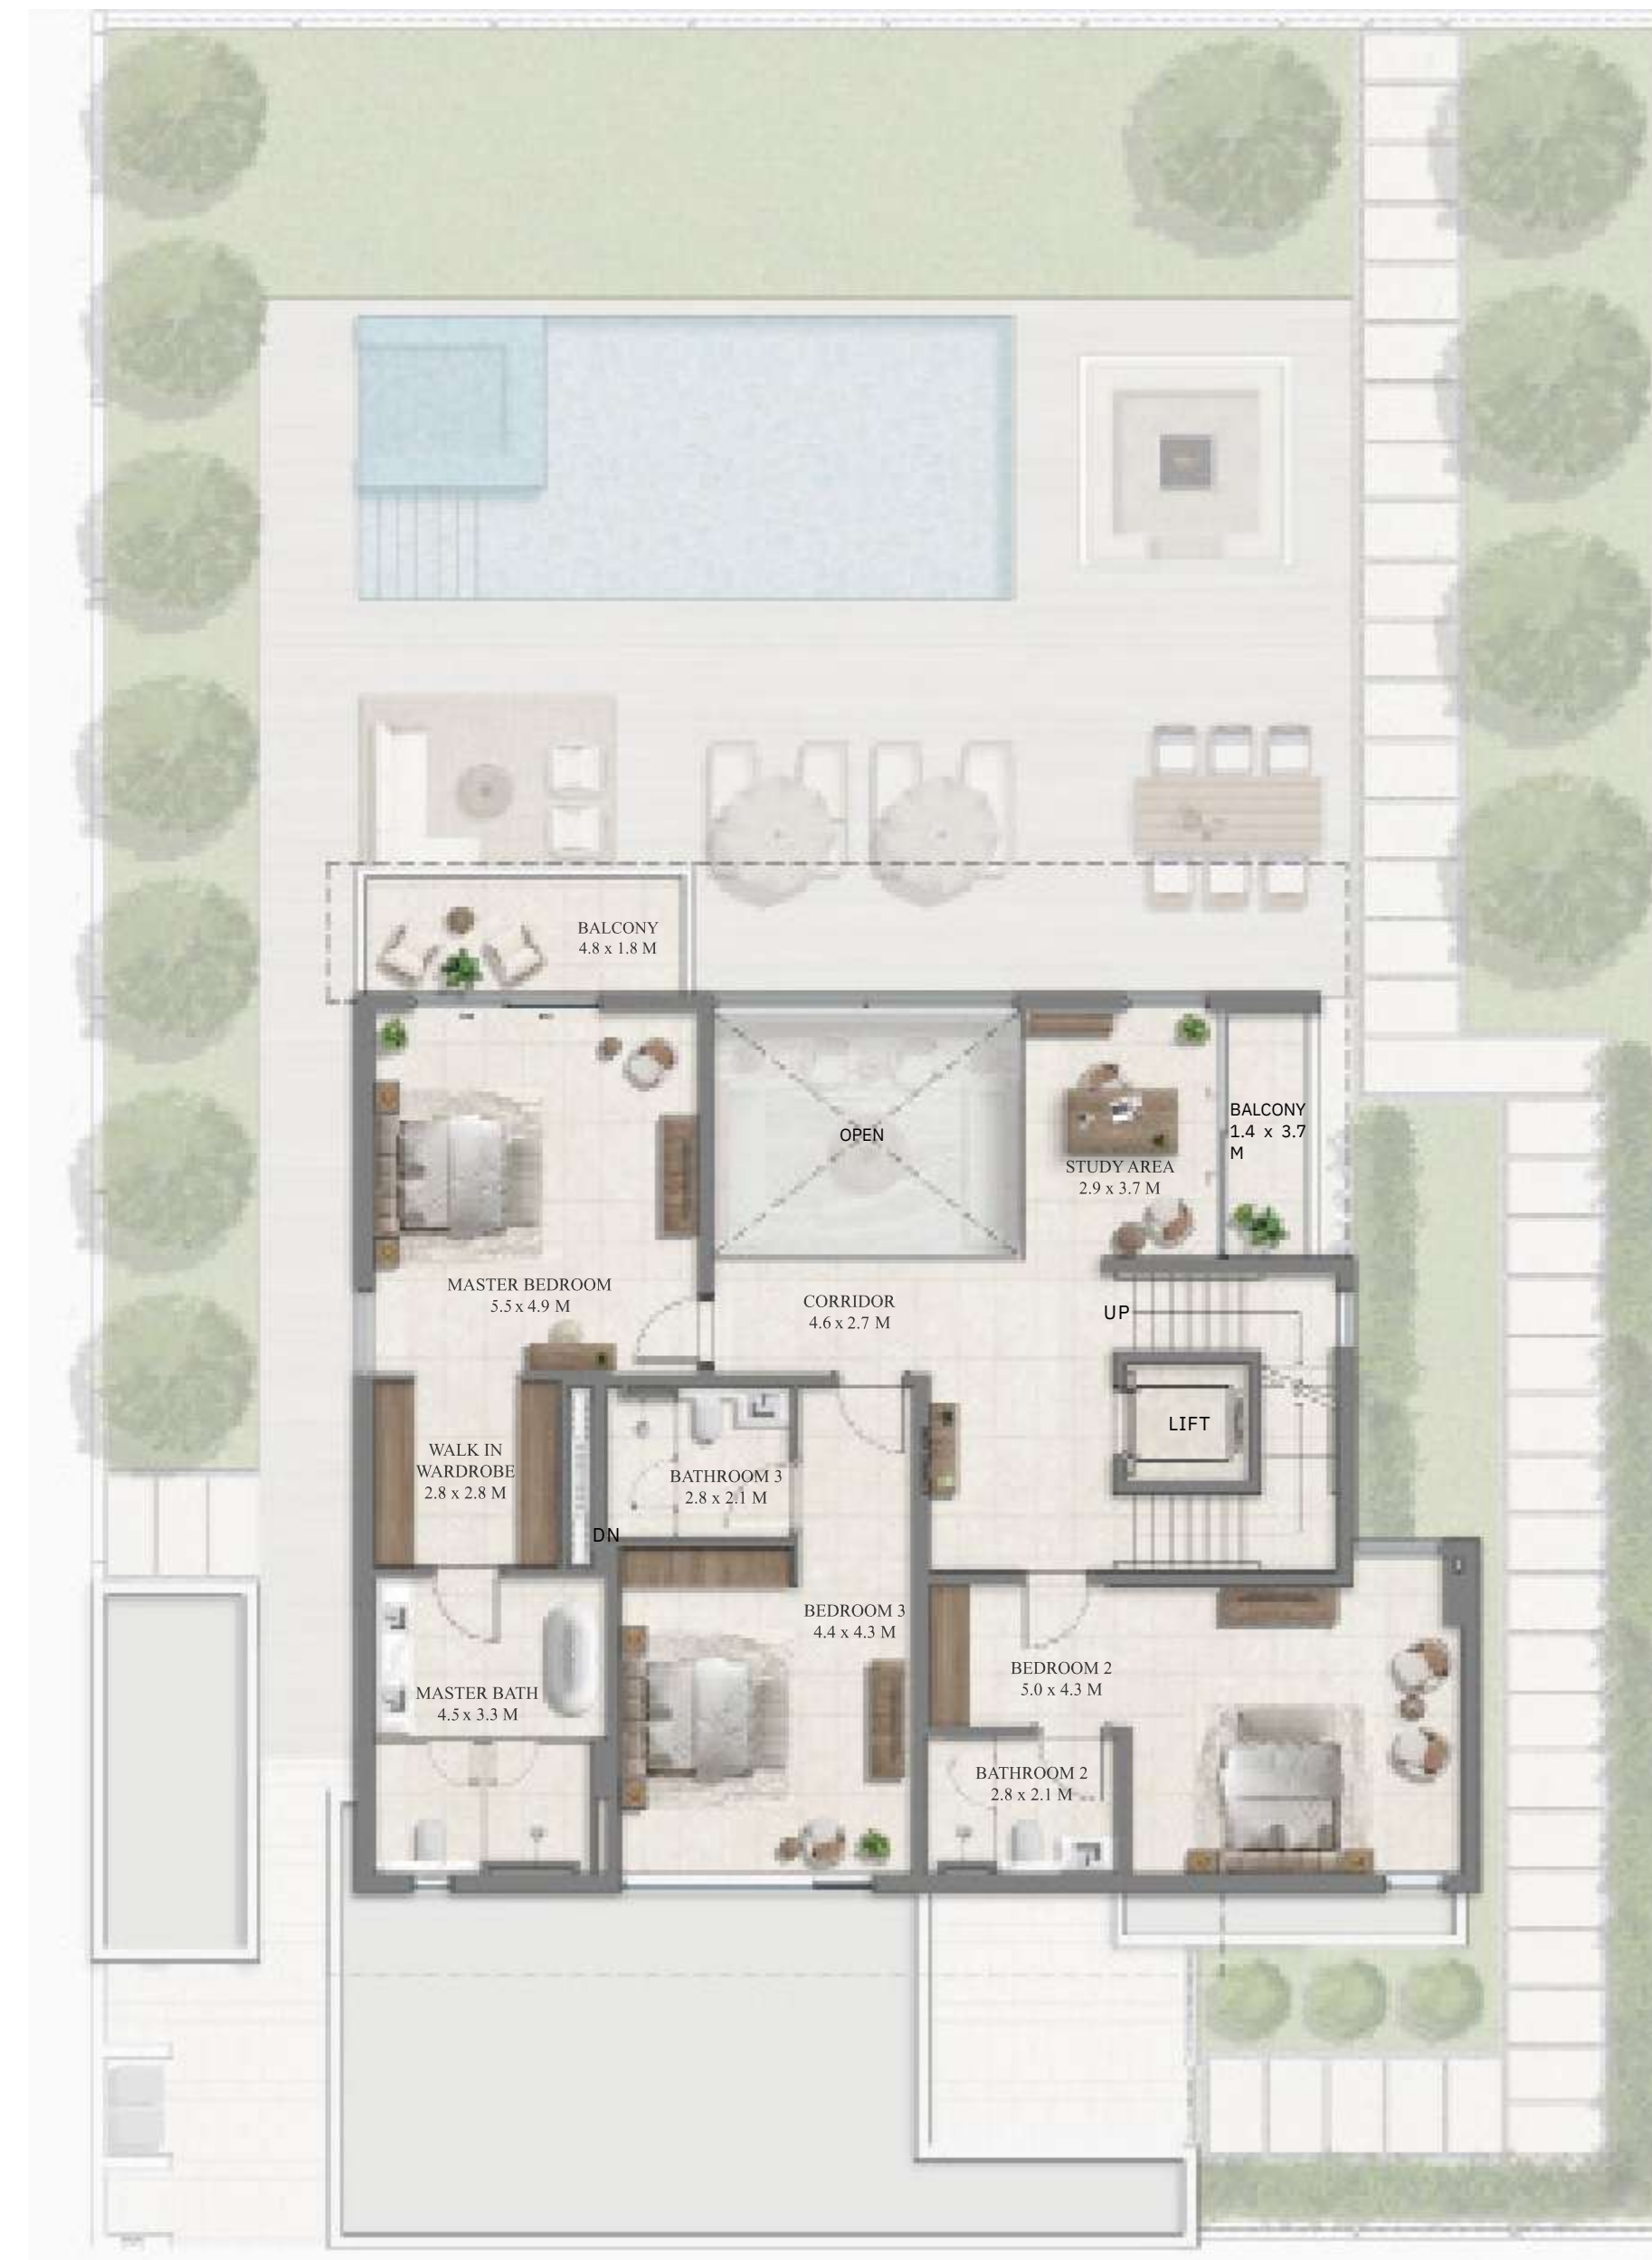 BALCONY
4.8 x 1.8 M
OPEN
BALCONY
1.4 x 3.7
M
STUDY AREA
2.9 x 3.7 M
MASTER BEDROOM
5.5 x 4.9 M
CORRIDOR
4.6 x 2.7 M
UP
LIFT
WALK IN
WARDROBE
2.8 x 2.8 M
BATHROOM 3
2.8 x 2.1 M
DN
BEDROOM 3
4.4 x 4.3 M
BEDROOM 2
5.0 x 4.3 M
MASTER BATH
4.5 x 3.3 M
BATHROOM 2
2.8 x 2.1 M